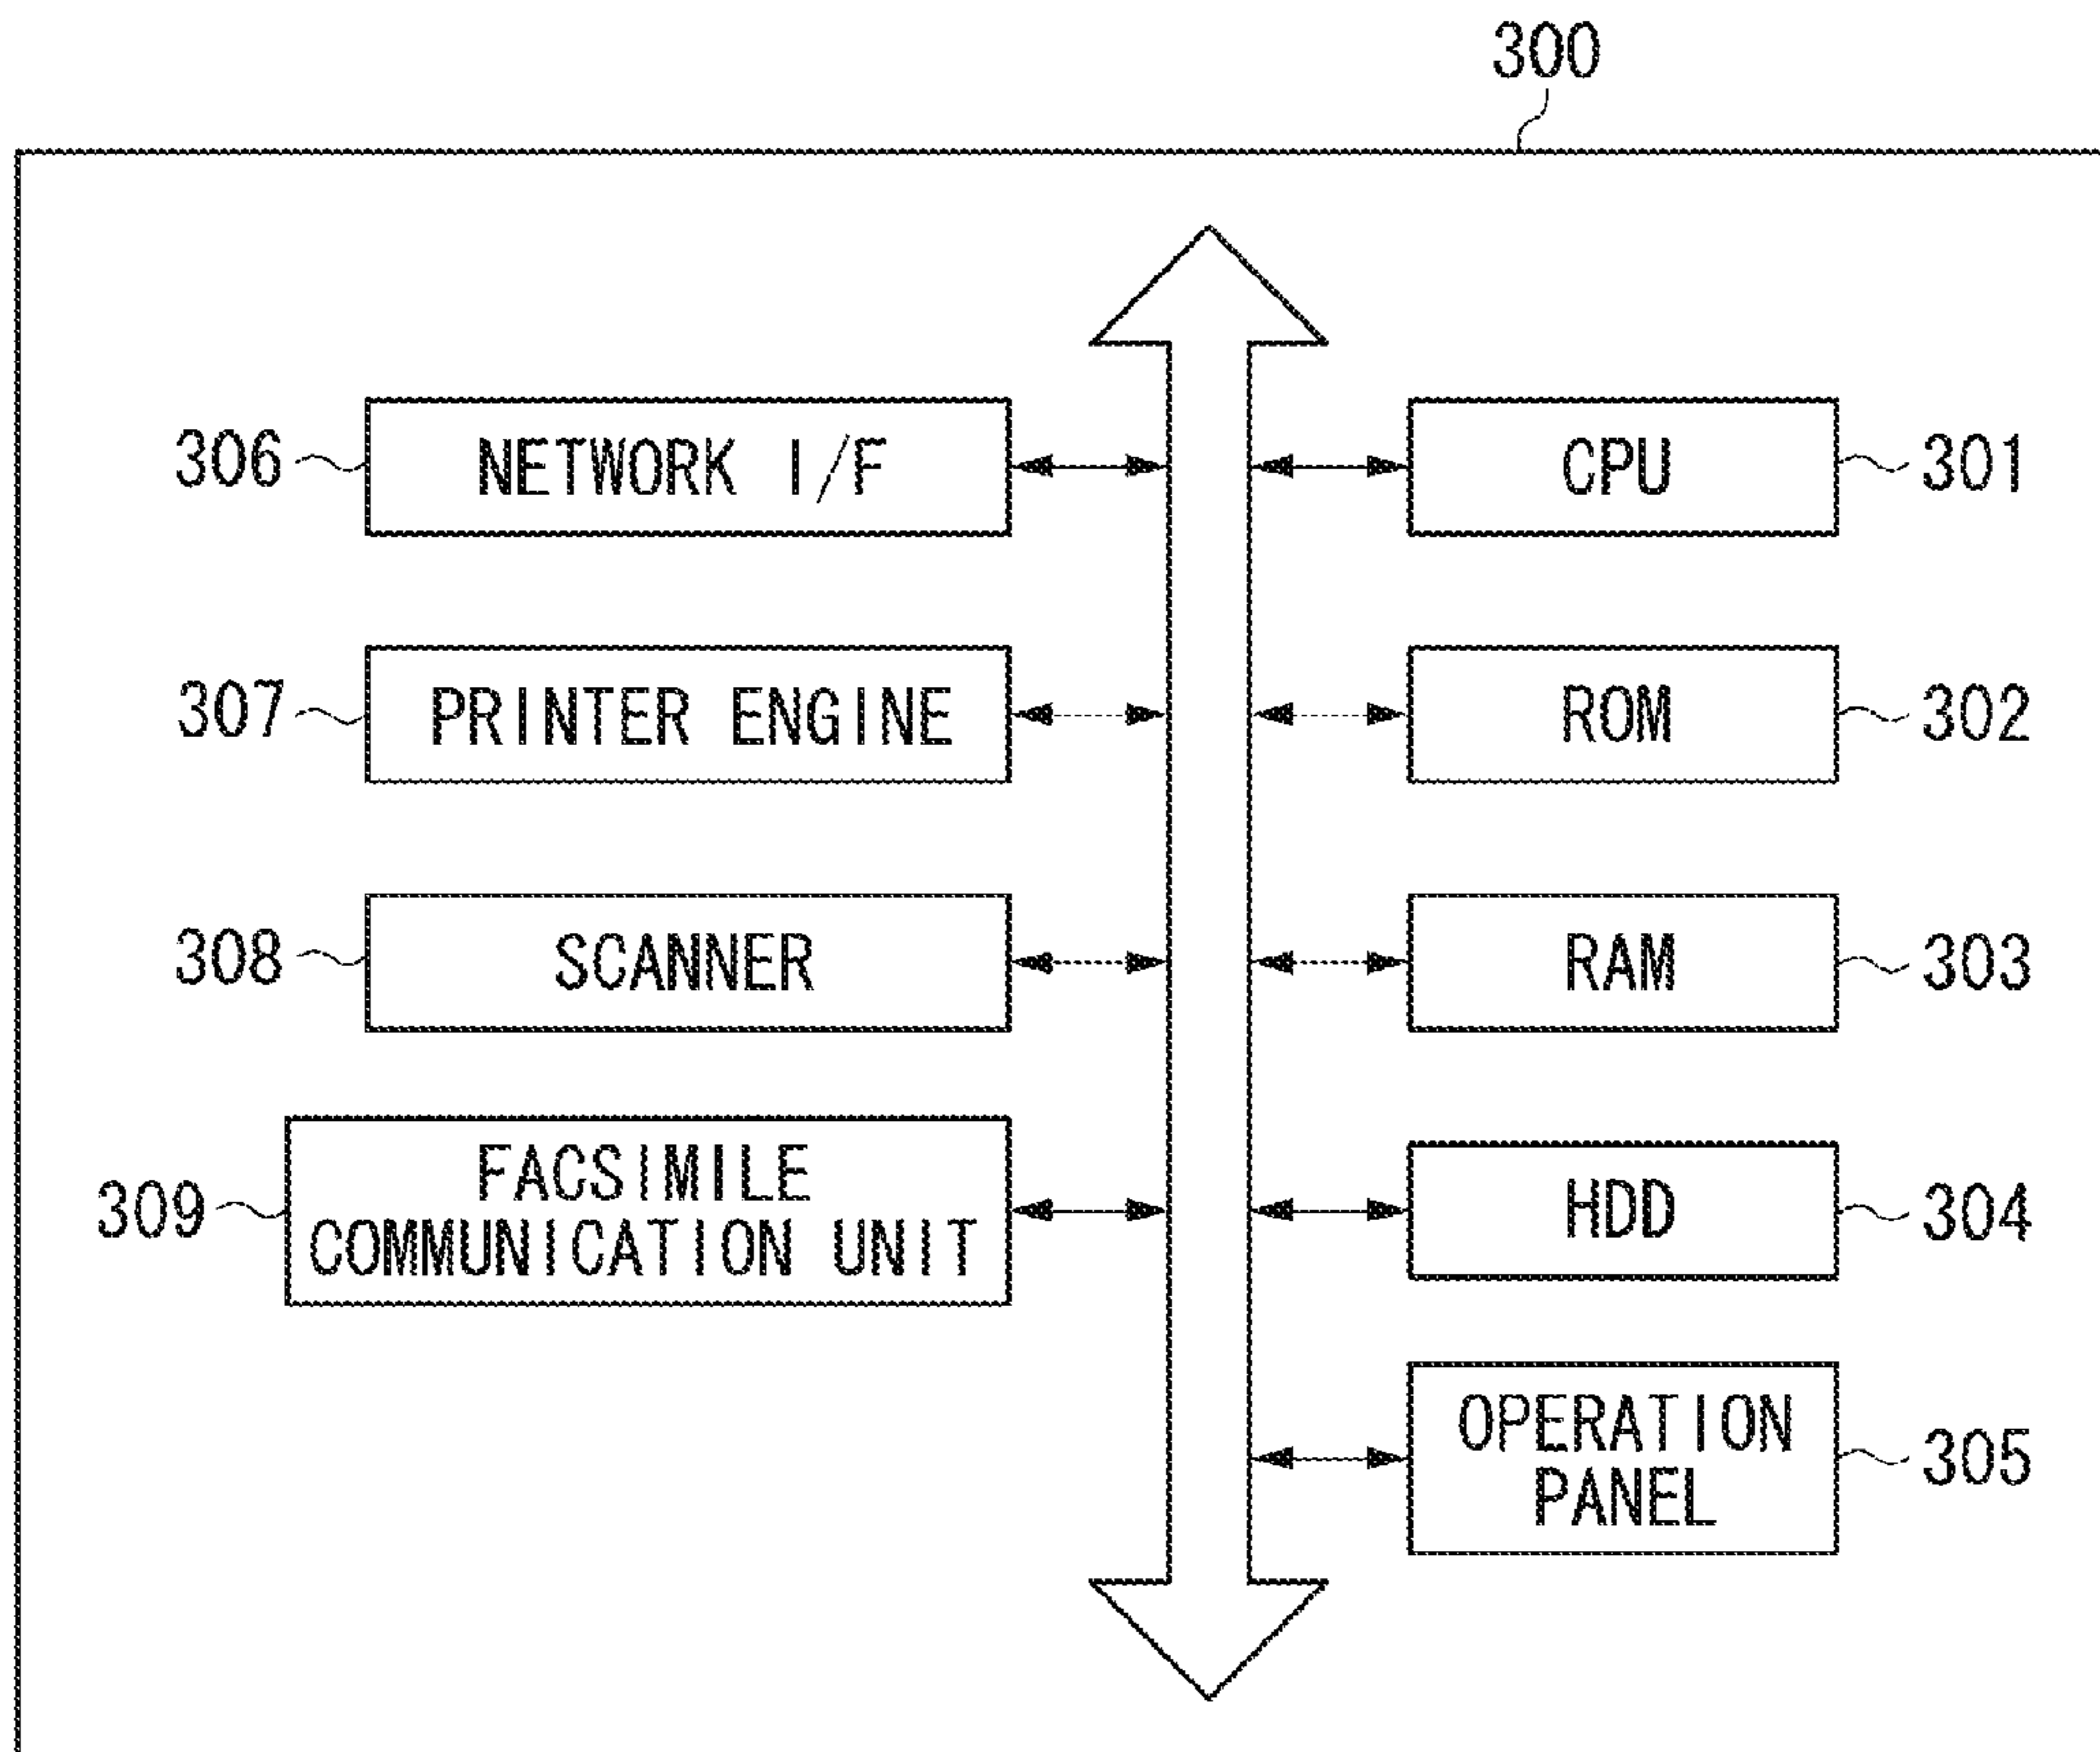 300
306
NETWORK I/F
CPU
301
307
PRINTER ENGINE
ROM
302
308
SCANNER
RAM
303
309
FACSIMILE
COMMUNICATION UNIT
HDD
304
OPERATION
PANEL
305